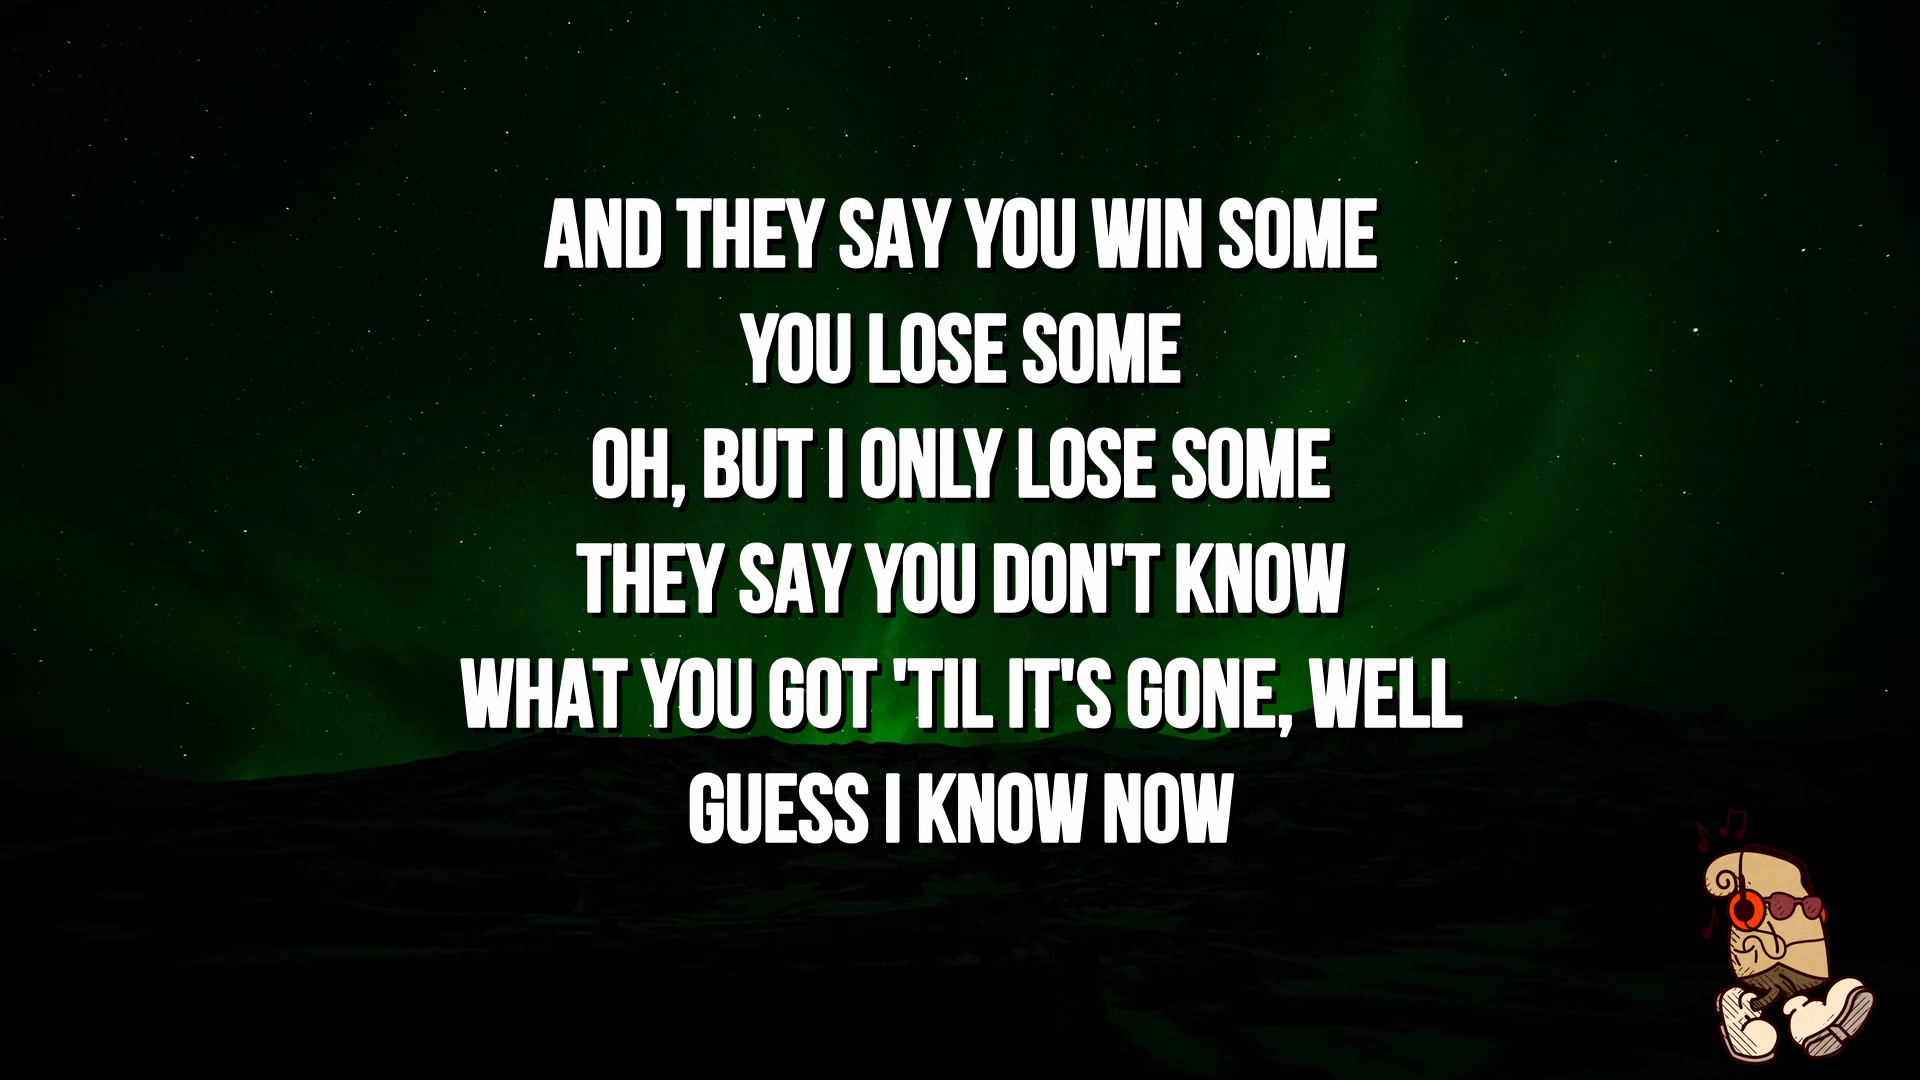 AND THEY SAY YOU WIN SOME
YOU LOSE SOME
OH, BUT I ONLY LOSE SOME
THEY SAY YOU DON'T KNOW
WHAT YOU GOT 'TIL IT'S GONE, WELL
GUESS I KNOW NOW